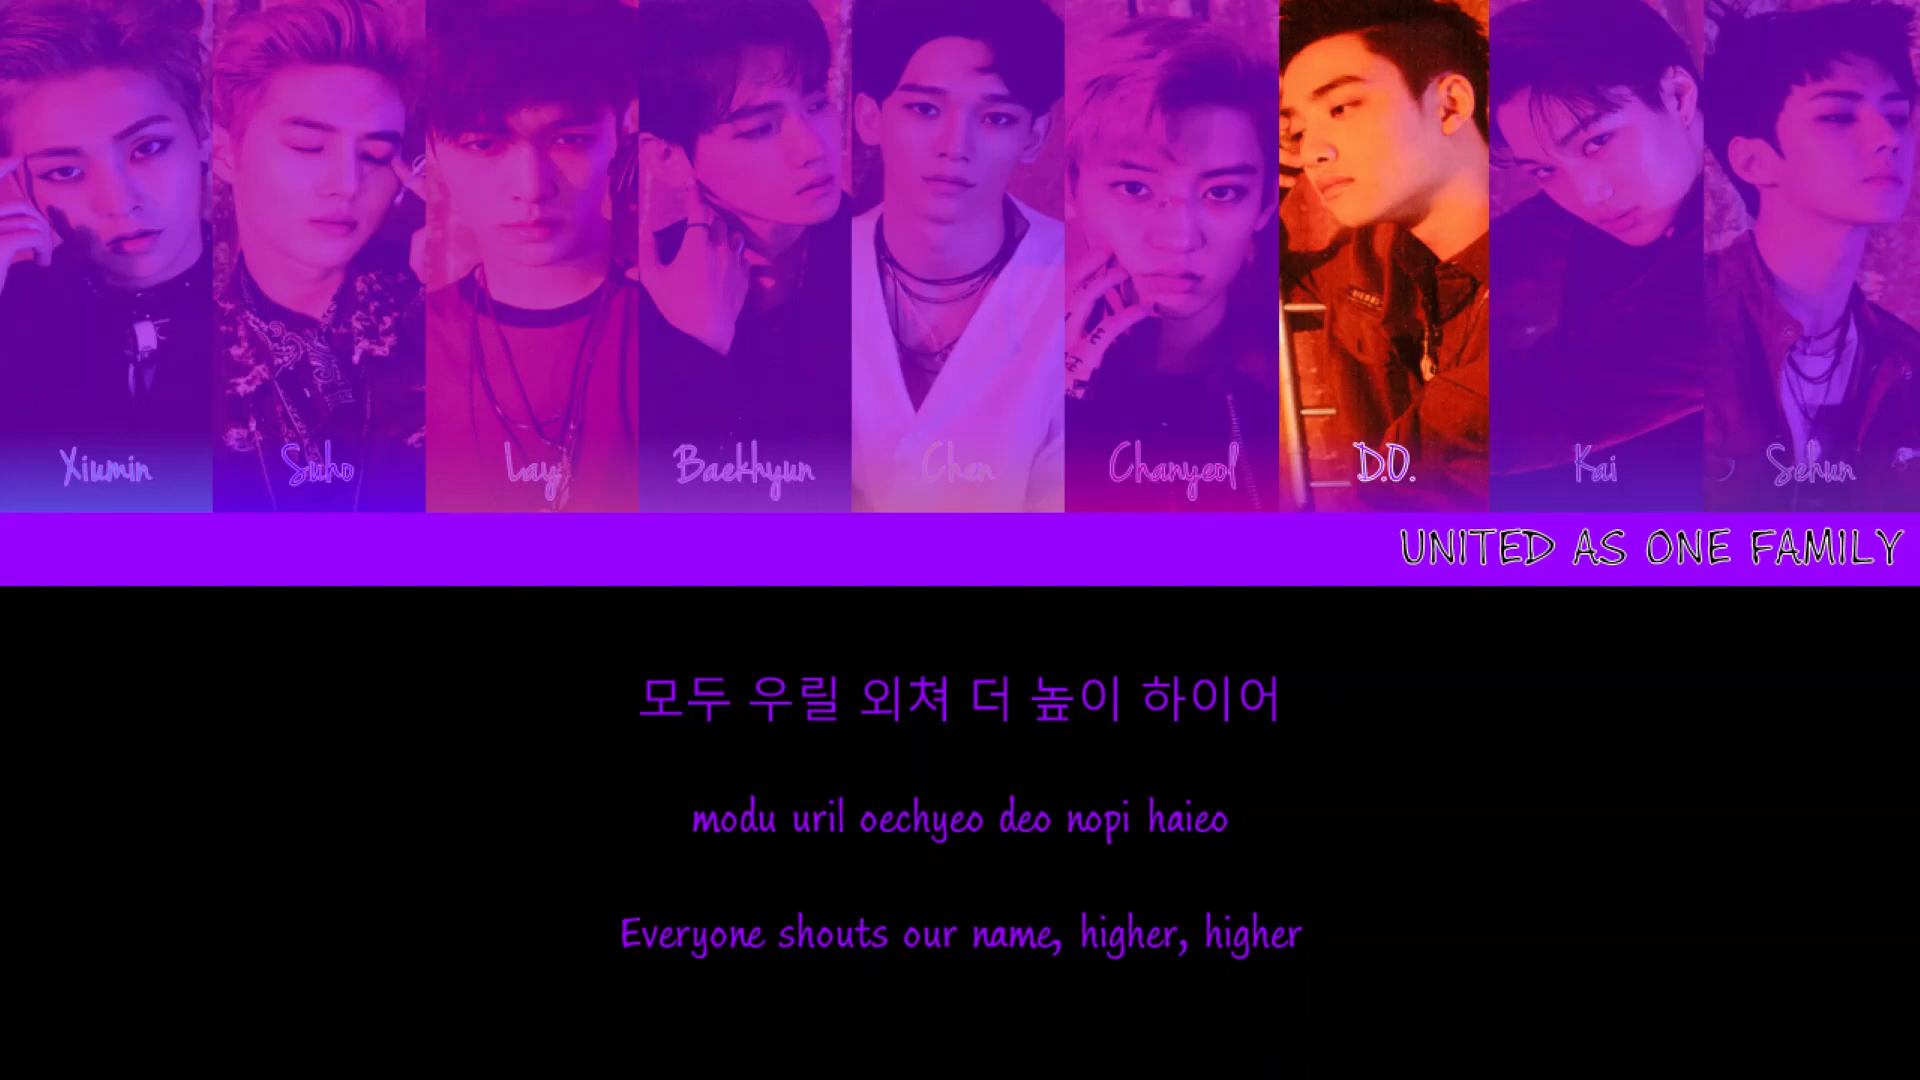 Xiumin
Suho
Lay
Baekhyun
Chen
Chanyeol
D.O.
Kai
Sehun
UNITED AS ONE FAMILY
모두 우릴 외쳐 더 높이 하이어
modu uril oechyeo deo nopi haieo
Everyone shouts our name, higher, higher